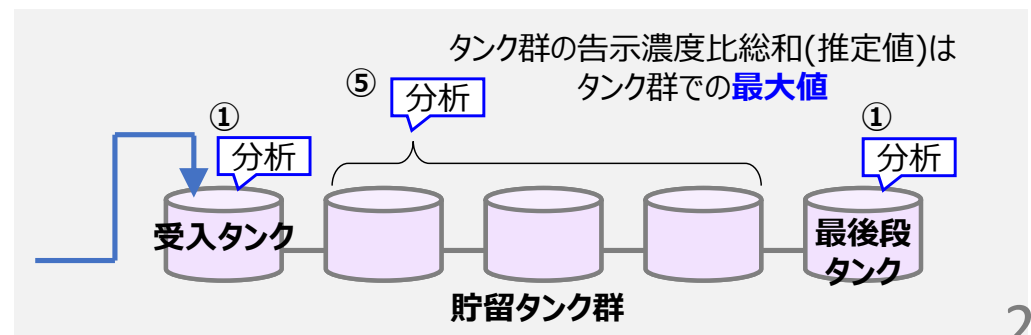 タンク群の告示濃度比総和(推定値)は
タンク群での最大値
⑤
分析
①
分析
①
分析
受入タンク
最後段
タンク
貯留タンク群
2